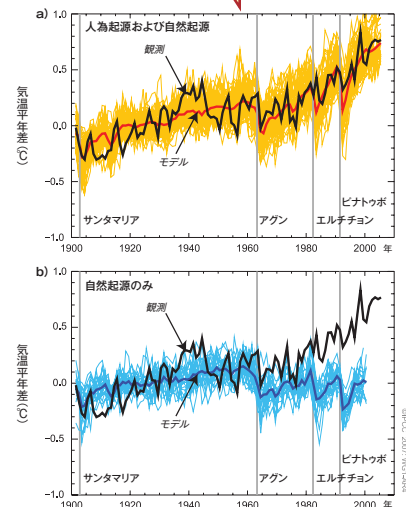 a)
人為起源および自然起源
1.0
観測
0.5
気温平年差(℃)
0.0
モデル
-0.5
ピナトゥボ
サンタマリア
アグン
エルチチョン
-1.0
1900
1920
1940
1960
1980
2000
年
b)
自然起源のみ
1.0
観測
0.5
気温平年差(℃)
0.0
モデル
-0.5
ピナトゥボ
サンタマリア
アグン
エルチチョン
-1.0
1900
1920
1940
1960
1980
2000
年
©IPCC 2007: WG1-AR4